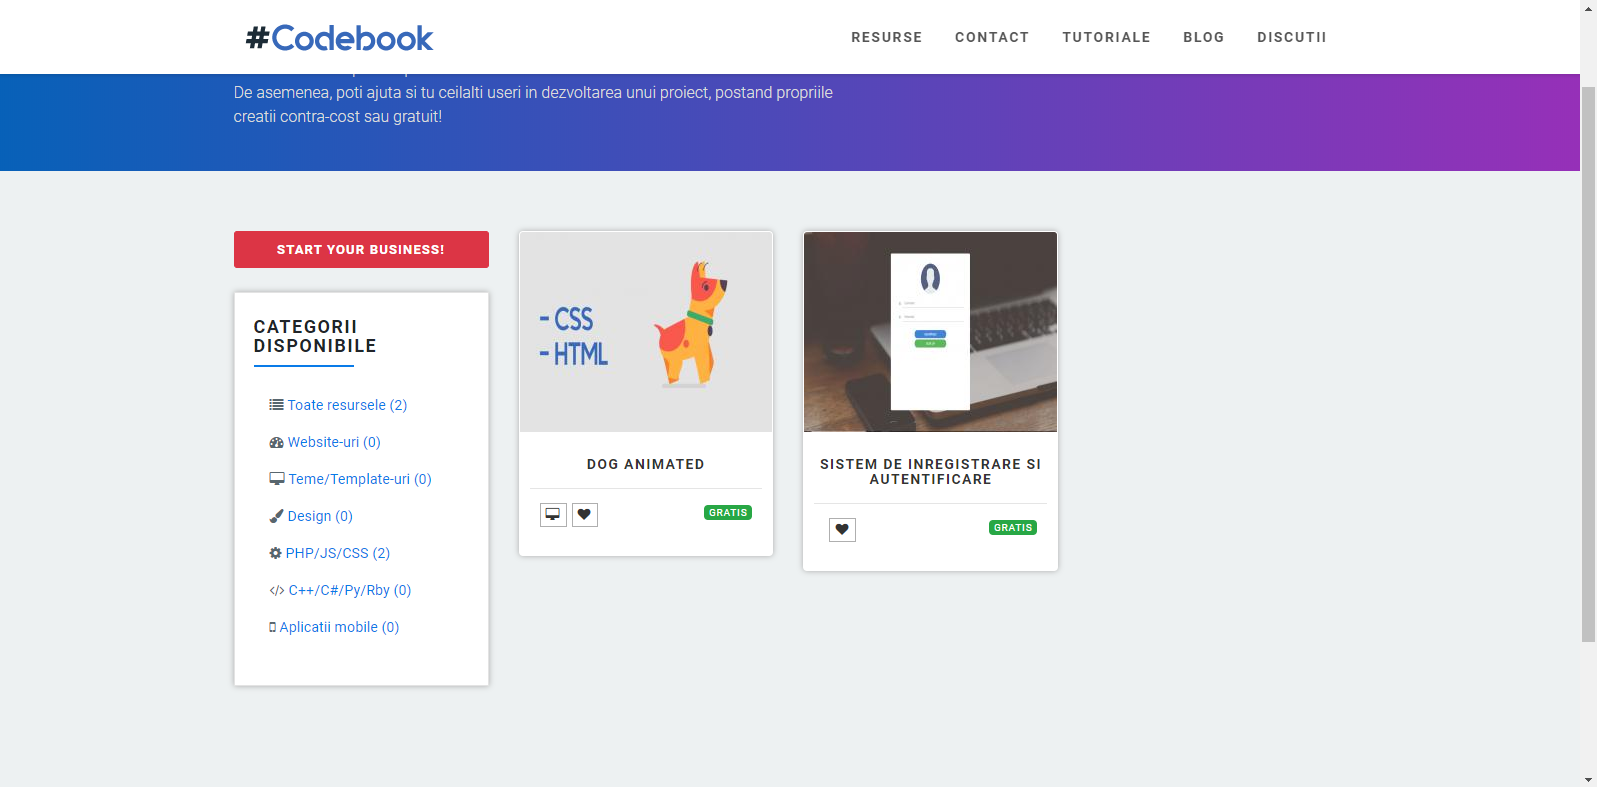 #Codebook
RESURSE CONTACT TUTORIALE BLOG DISCUTII
De asemenea, poti ajuta si tu ceilalti useri in dezvoltarea unui proiect, postand propriile
creatii contra-cost sau gratuit!
START YOUR BUSINESS!
CATEGORII
DISPONIBILE
Toate resursele (2)
Website-uri (0)
Teme/Template-uri (0)
Design (0)
PHP/JS/CSS (2)
C++/C#/Py/Rby (0)
Aplicatii mobile (0)
- CSS
- HTML
DOG ANIMATED
GRATIS
SISTEM DE INREGISTRARE SI
AUTENTIFICARE
GRATIS